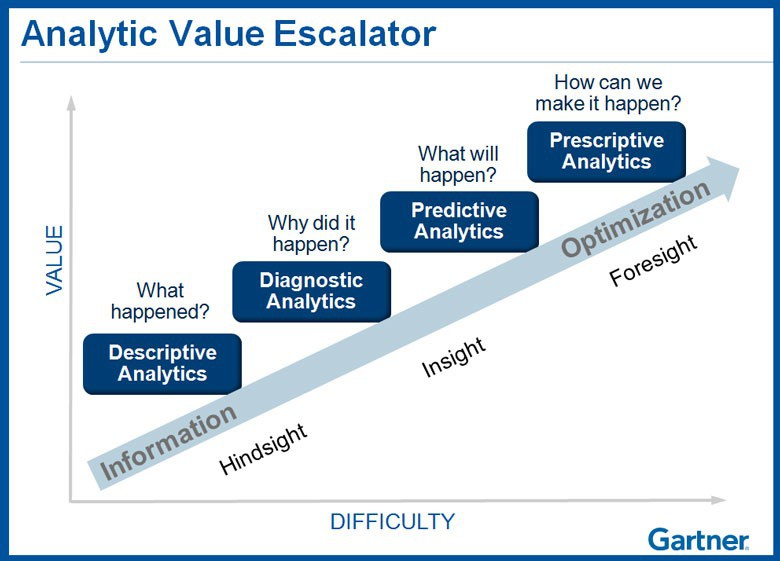 Analytic Value Escalator
How can we
make it happen?
Prescriptive
Analytics
What will
happen?
Predictive
Analytics
Why did it
happen?
Diagnostic
Analytics
What
happened?
Descriptive
Analytics
VALUE
Information
Optimization
Hindsight
Insight
Foresight
DIFFICULTY
Gartner.